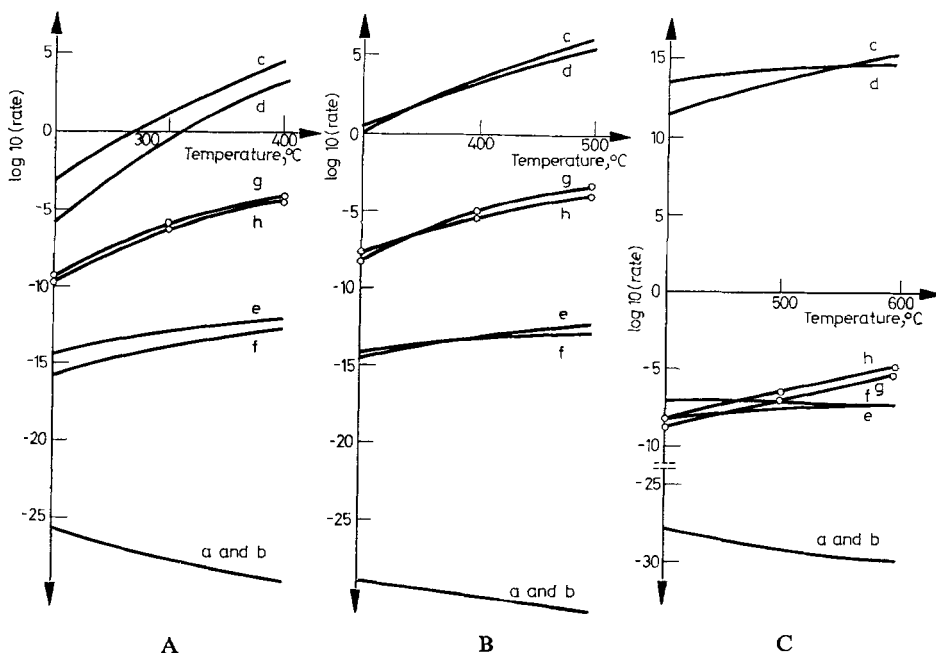 c
5
d
log 10 (rate)
0
300
400
Temperature, °C
g
-5
h
-10
e
f
-15
-20
-25
a and b
A
c
5
d
log 10 (rate)
0
400
500
Temperature, °C
g
-5
h
-10
e
f
-15
-20
-25
a and b
B
c
15
d
10
5
log 10 (rate)
0
500
600
Temperature, °C
h
-5
g
f
e
-10
-25
a and b
-30
C